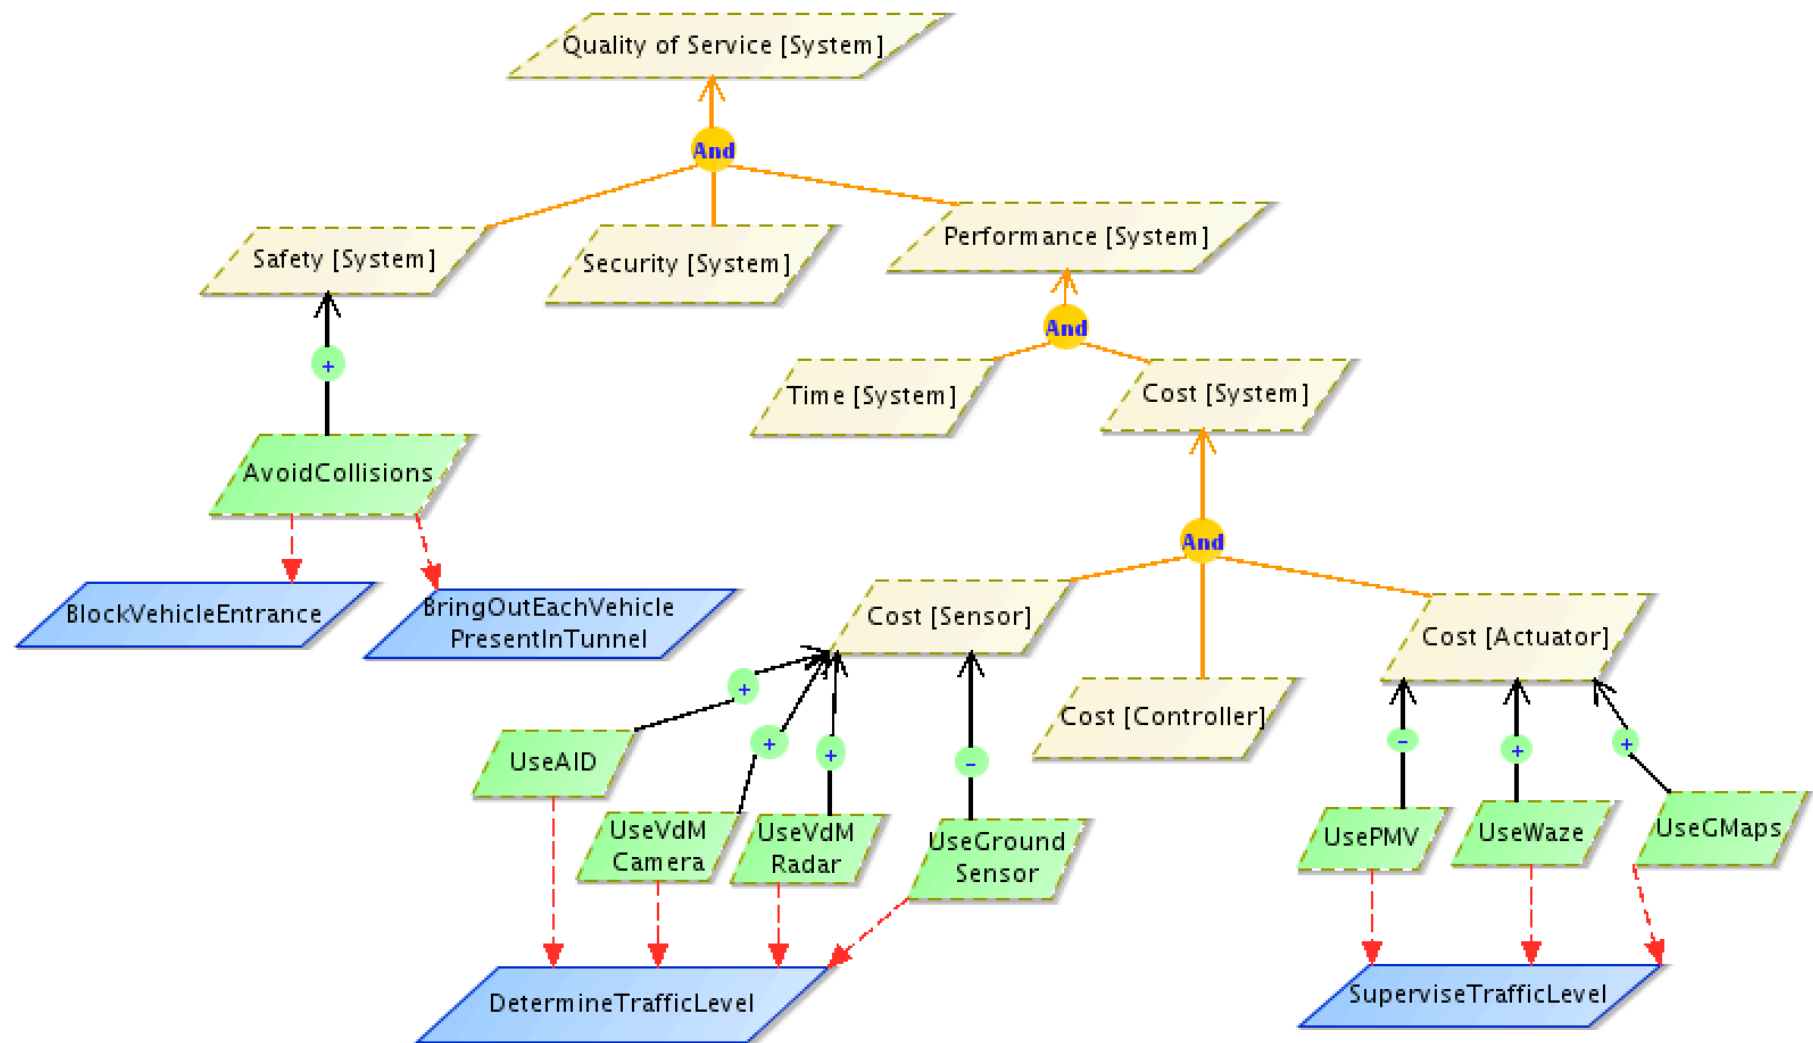 Quality of Service [System]
And
Safety [System]
Security [System]
Performance [System]
And
+
Time [System]
Cost [System]
AvoidCollisions
And
BlockVehicleEntrance
BringOutEachVehicle
PresentInTunnel
Cost [Sensor]
Cost [Actuator]
Cost [Controller]
+
+
+
-
-
+
+
UseAID
UseVdM
Camera
UseVdM
Radar
UseGround
Sensor
UsePMV
UseWaze
UseGMaps
DetermineTrafficLevel
SuperviseTrafficLevel